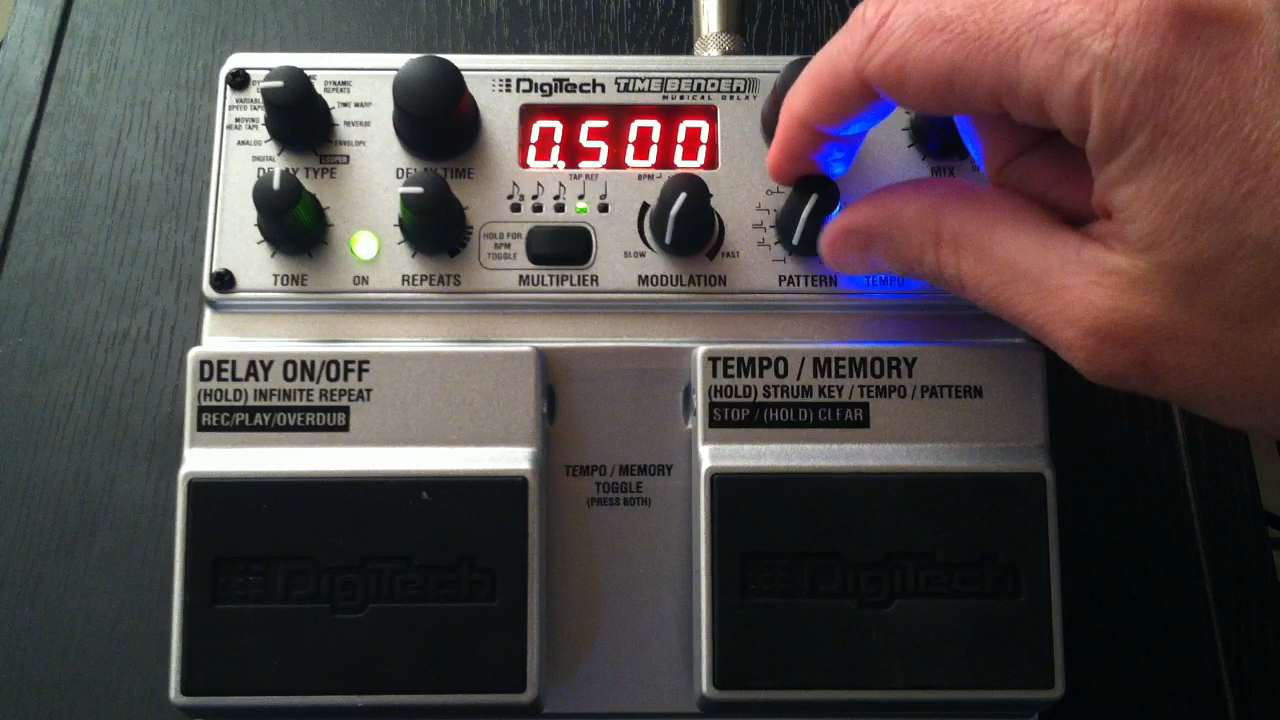 DigiTech TIME BENDER
MUSICAL DELAY
DYNAMIC
REPEATS
VARIABLE
SPEED TAPE
TIME WARP
MOVING
HEAD TAPE
REVERSE
ANALOG
ENVELOPE
DIGITAL
LOOPER
DELAY TYPE
DELAY TIME
0.500
TAP REF
BPM
MIX
HOLD FOR
BPM
TOGGLE
SLOW
FAST
TONE
ON
REPEATS
MULTIPLIER
MODULATION
PATTERN
TEMPO
DELAY ON/OFF
(HOLD) INFINITE REPEAT
REC/PLAY/OVERDUB
TEMPO / MEMORY
(HOLD) STRUM KEY / TEMPO / PATTERN
STOP / (HOLD) CLEAR
TEMPO / MEMORY
TOGGLE
(PRESS BOTH)
DigiTech
DigiTech